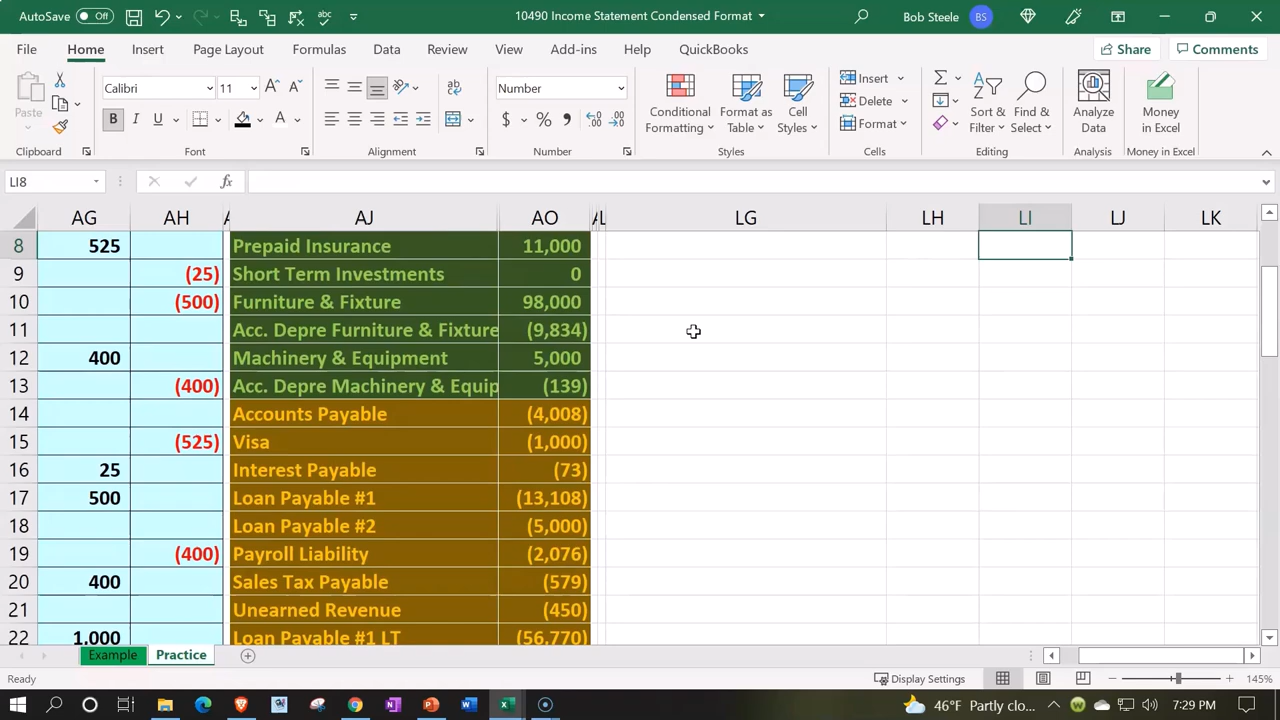 AutoSave Off 10490 Income Statement Condensed Format Bob Steele BS
File Home Insert Page Layout Formulas Data Review View Add-ins Help QuickBooks Share Comments
Paste Calibri 11 Number Insert
B I U A $ % Conditional Formatting Format as Table Cell Styles Delete Format Sort & Filter Find & Select Analyze Data Money in Excel
Clipboard Font Alignment Number Styles Cells Editing Analysis Money in Excel
LI8 fx
AG AH AJ AO LG LH LI LJ LK
8 525 Prepaid Insurance 11,000
9 (25) Short Term Investments 0
10 (500) Furniture & Fixture 98,000
11 Acc. Depre Furniture & Fixture (9,834)
12 400 Machinery & Equipment 5,000
13 (400) Acc. Depre Machinery & Equip (139)
14 Accounts Payable (4,008)
15 (525) Visa (1,000)
16 25 Interest Payable (73)
17 500 Loan Payable #1 (13,108)
18 Loan Payable #2 (5,000)
19 (400) Payroll Liability (2,076)
20 400 Sales Tax Payable (579)
21 Unearned Revenue (450)
22 1,000 Loan Payable #1 LT (56,770)
Example Practice
Ready Display Settings 145%
46°F Partly clo... 7:29 PM